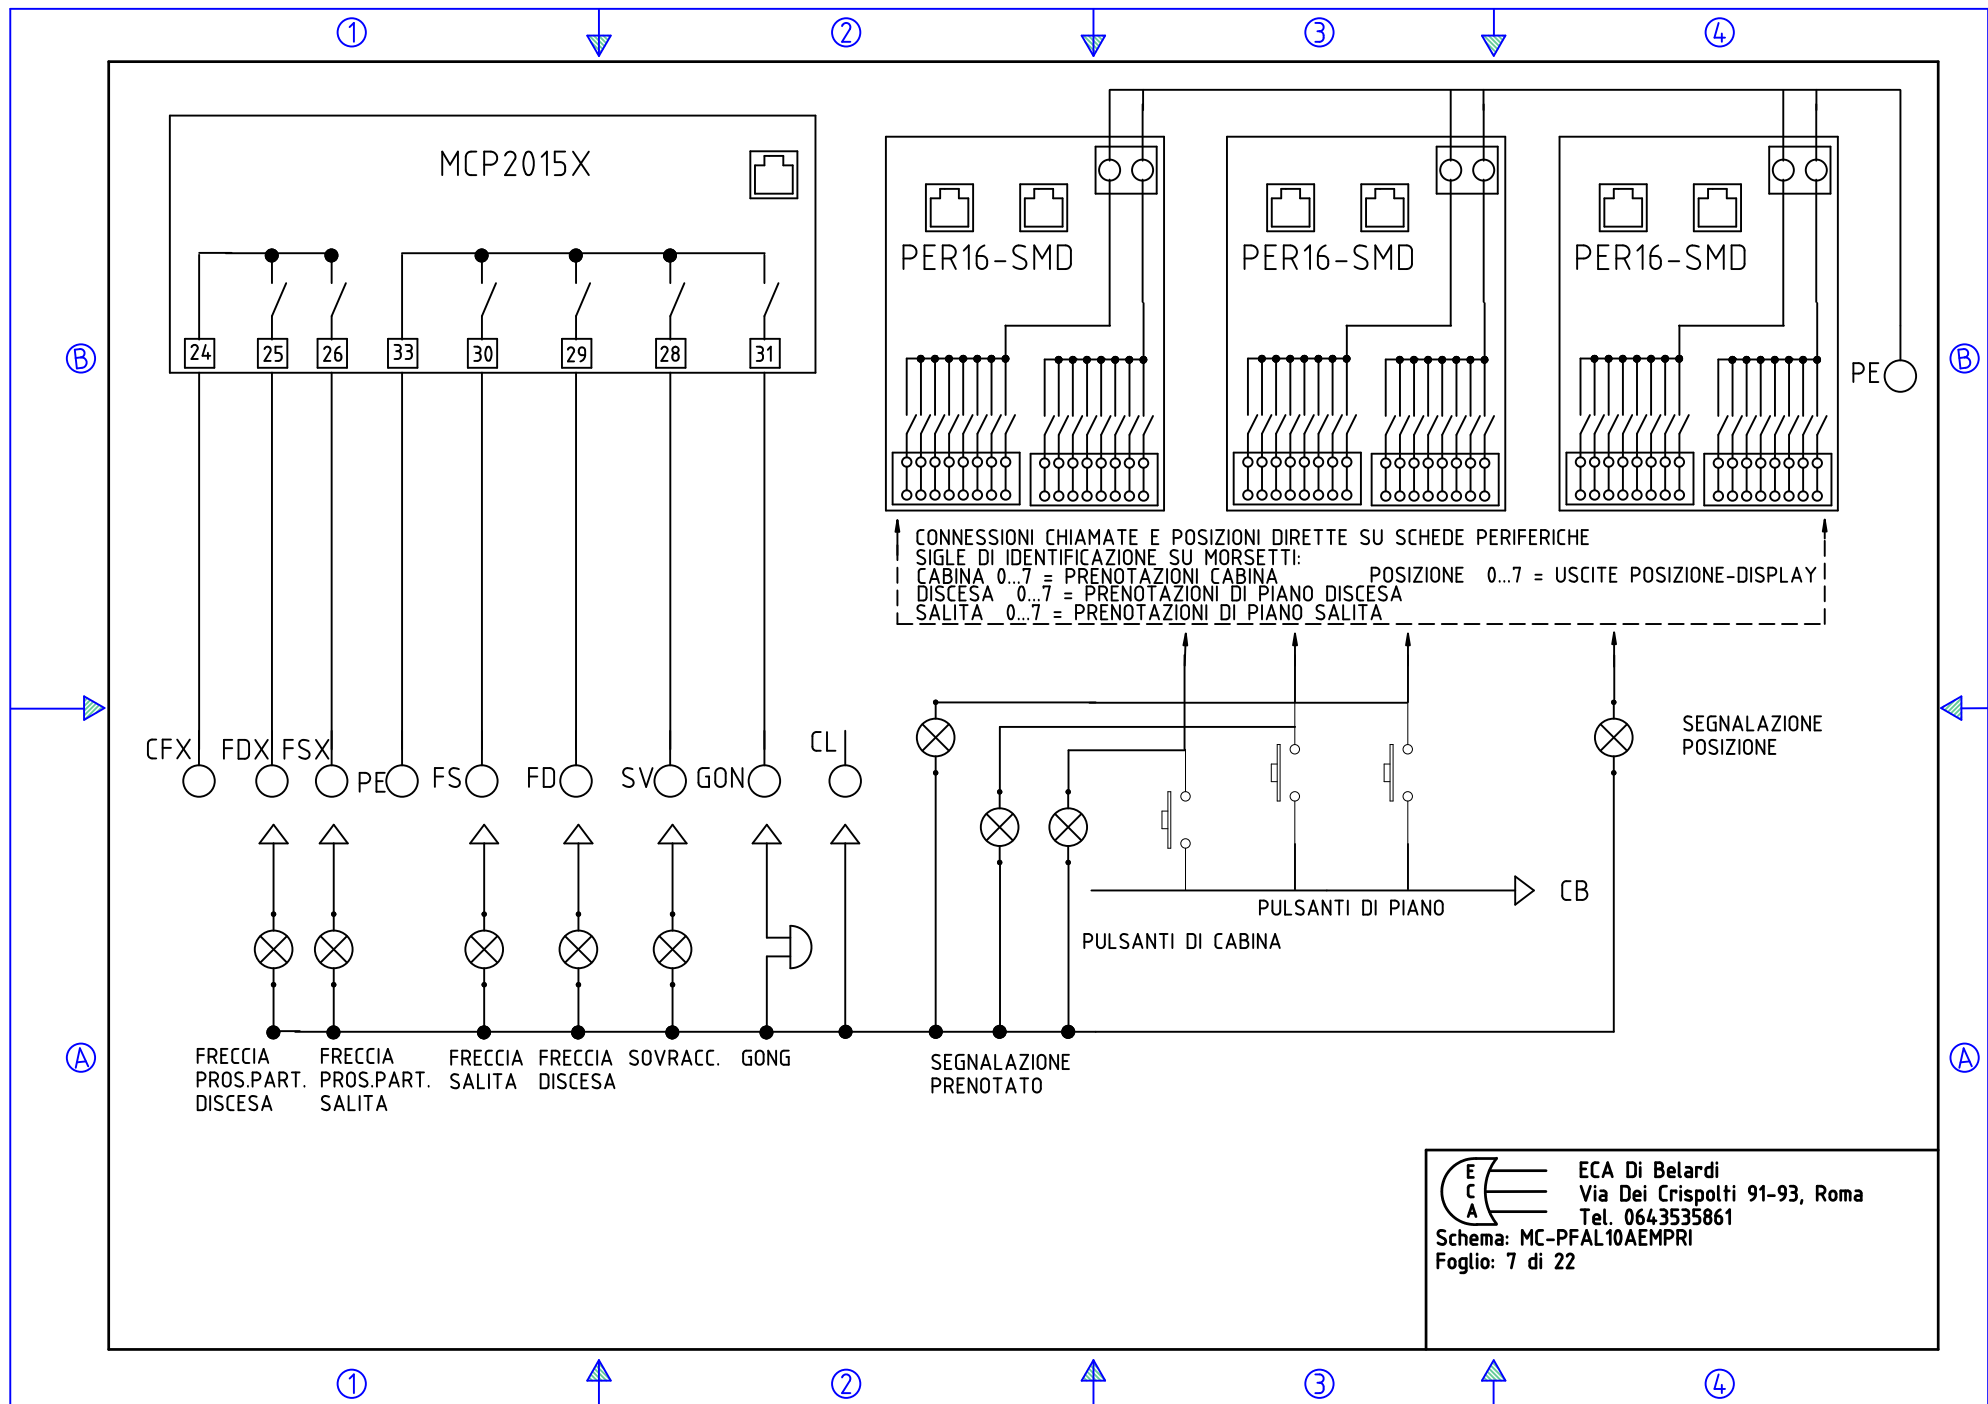 1 2 3 4
MCP2015X
PER16-SMD PER16-SMD PER16-SMD
24 25 26 33 30 29 28 31
B
B
PE
CONNESSIONI CHIAMATE E POSIZIONI DIRETTE SU SCHEDE PERIFERICHE
SIGLE DI IDENTIFICAZIONE SU MORSETTI:
CABINA 0...7 = PRENOTAZIONI CABINA POSIZIONE 0...7 = USCITE POSIZIONE-DISPLAY
DISCESA 0...7 = PRENOTAZIONI DI PIANO DISCESA
SALITA 0...7 = PRENOTAZIONI DI PIANO SALITA
SEGNALAZIONE
POSIZIONE
CFX FDX FSX PE FS FD SV GON CL
CB
PULSANTI DI PIANO
PULSANTI DI CABINA
A
A
FRECCIA
PROS.PART.
DISCESA
FRECCIA
PROS.PART.
SALITA
FRECCIA
SALITA
FRECCIA
DISCESA
SOVRACC.
GONG
SEGNALAZIONE
PRENOTATO
E
C
A
ECA Di Belardi
Via Dei Crispolti 91-93, Roma
Tel. 0643535861
Schema: MC-PFAL10AEMPRI
Foglio: 7 di 22
1 2 3 4